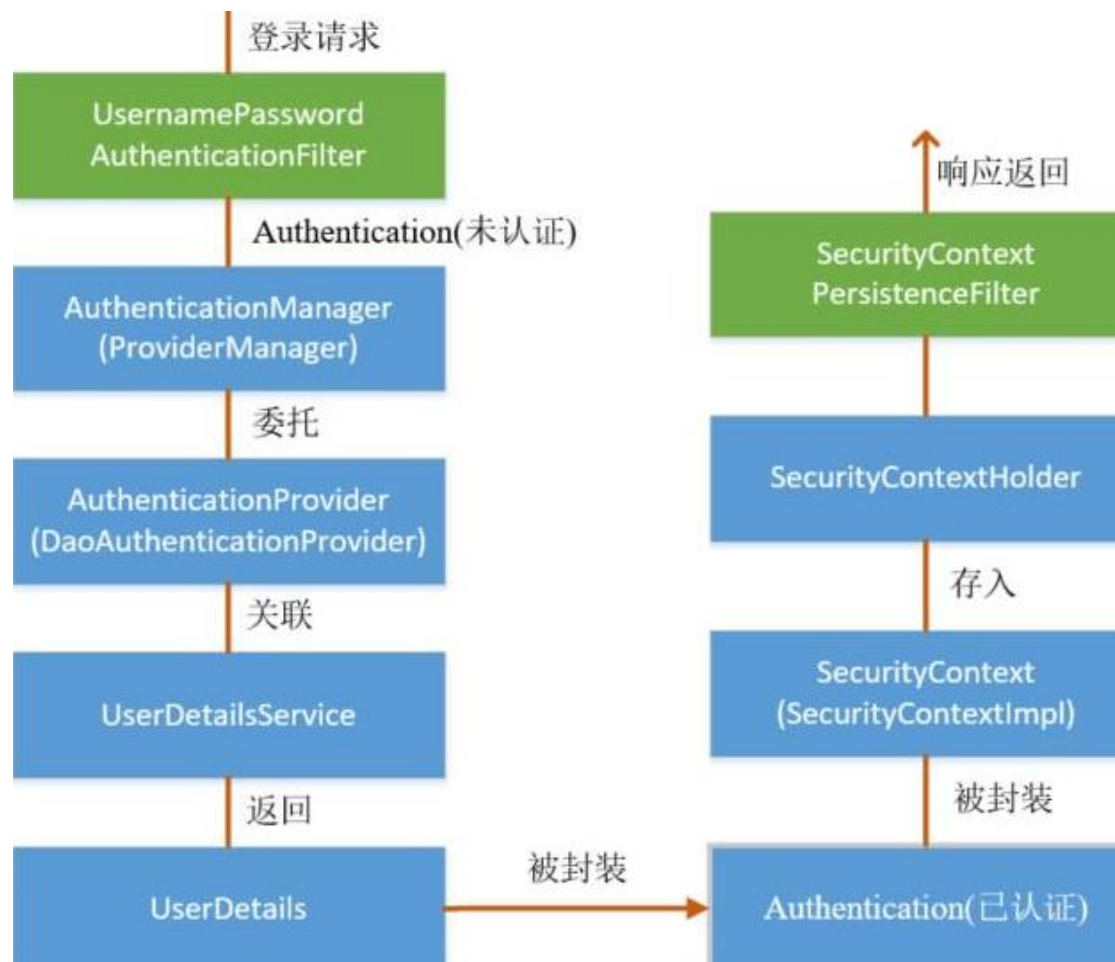 登录请求
UsernamePassword
AuthenticationFilter
Authentication(未认证)
AuthenticationManager
(ProviderManager)
委托
AuthenticationProvider
(DaoAuthenticationProvider)
关联
UserDetailsService
返回
UserDetails
被封装
Authentication(已认证)
被封装
SecurityContext
(SecurityContextImpl)
存入
SecurityContextHolder
SecurityContext
PersistenceFilter
响应返回